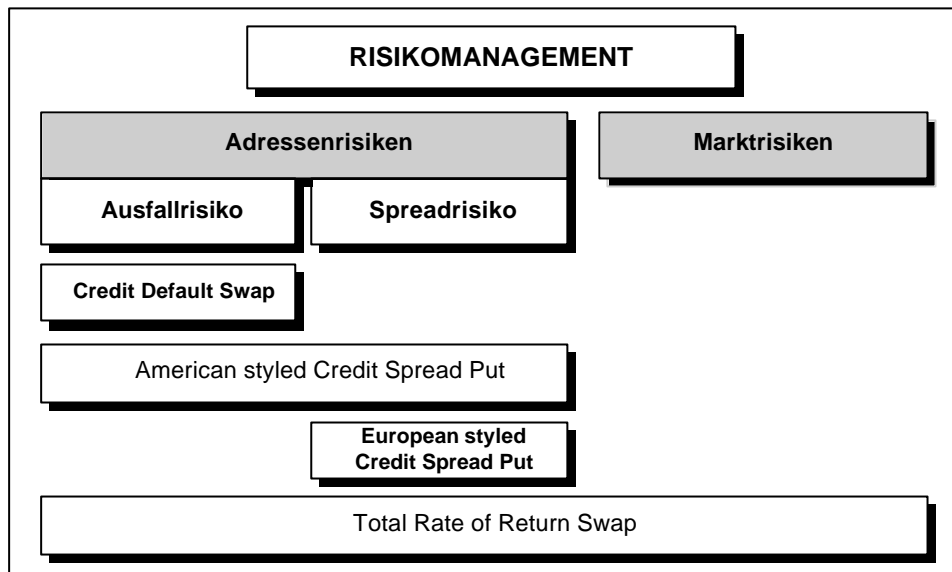 RISIKOMANAGEMENT
Adressenrisiken
Marktrisiken
Ausfallrisiko
Spreadrisiko
Credit Default Swap
American styled Credit Spread Put
European styled
Credit Spread Put
Total Rate of Return Swap